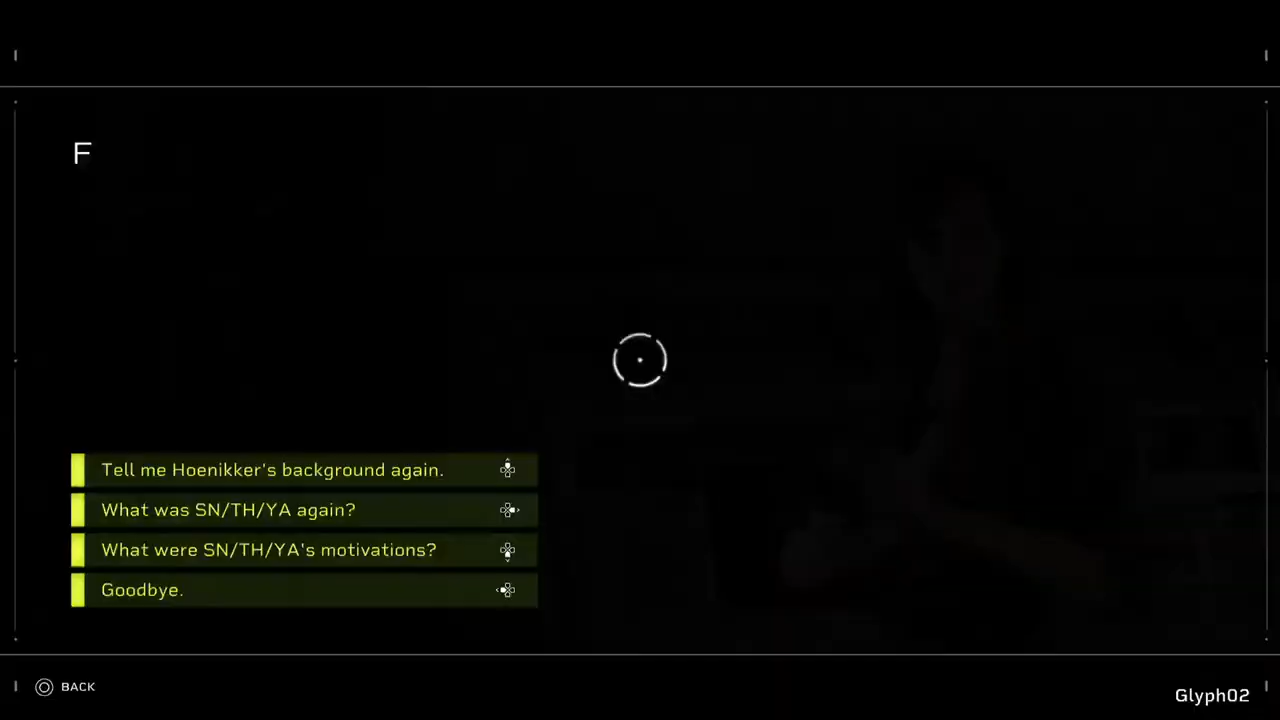 F
Tell me Hoenikker's background again.
What was SN/TH/YA again?
What were SN/TH/YA's motivations?
Goodbye.
BACK
Glyph02